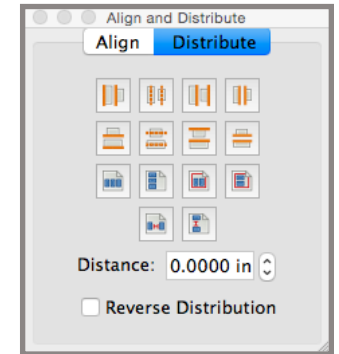 Align and Distribute
Align Distribute
Distance: 0.0000 in
Reverse Distribution